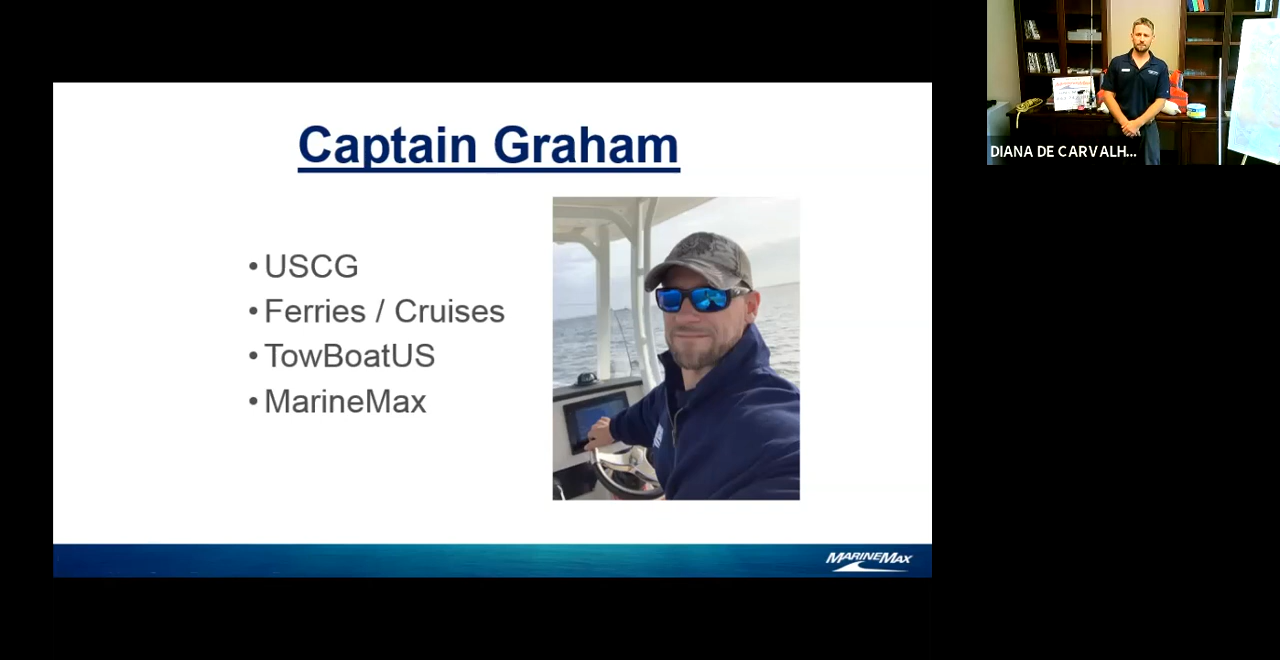 Captain Graham
• USCG
• Ferries / Cruises
• TowBoatUS
• MarineMax
MARINEMAX
DIANA DE CARVALH...